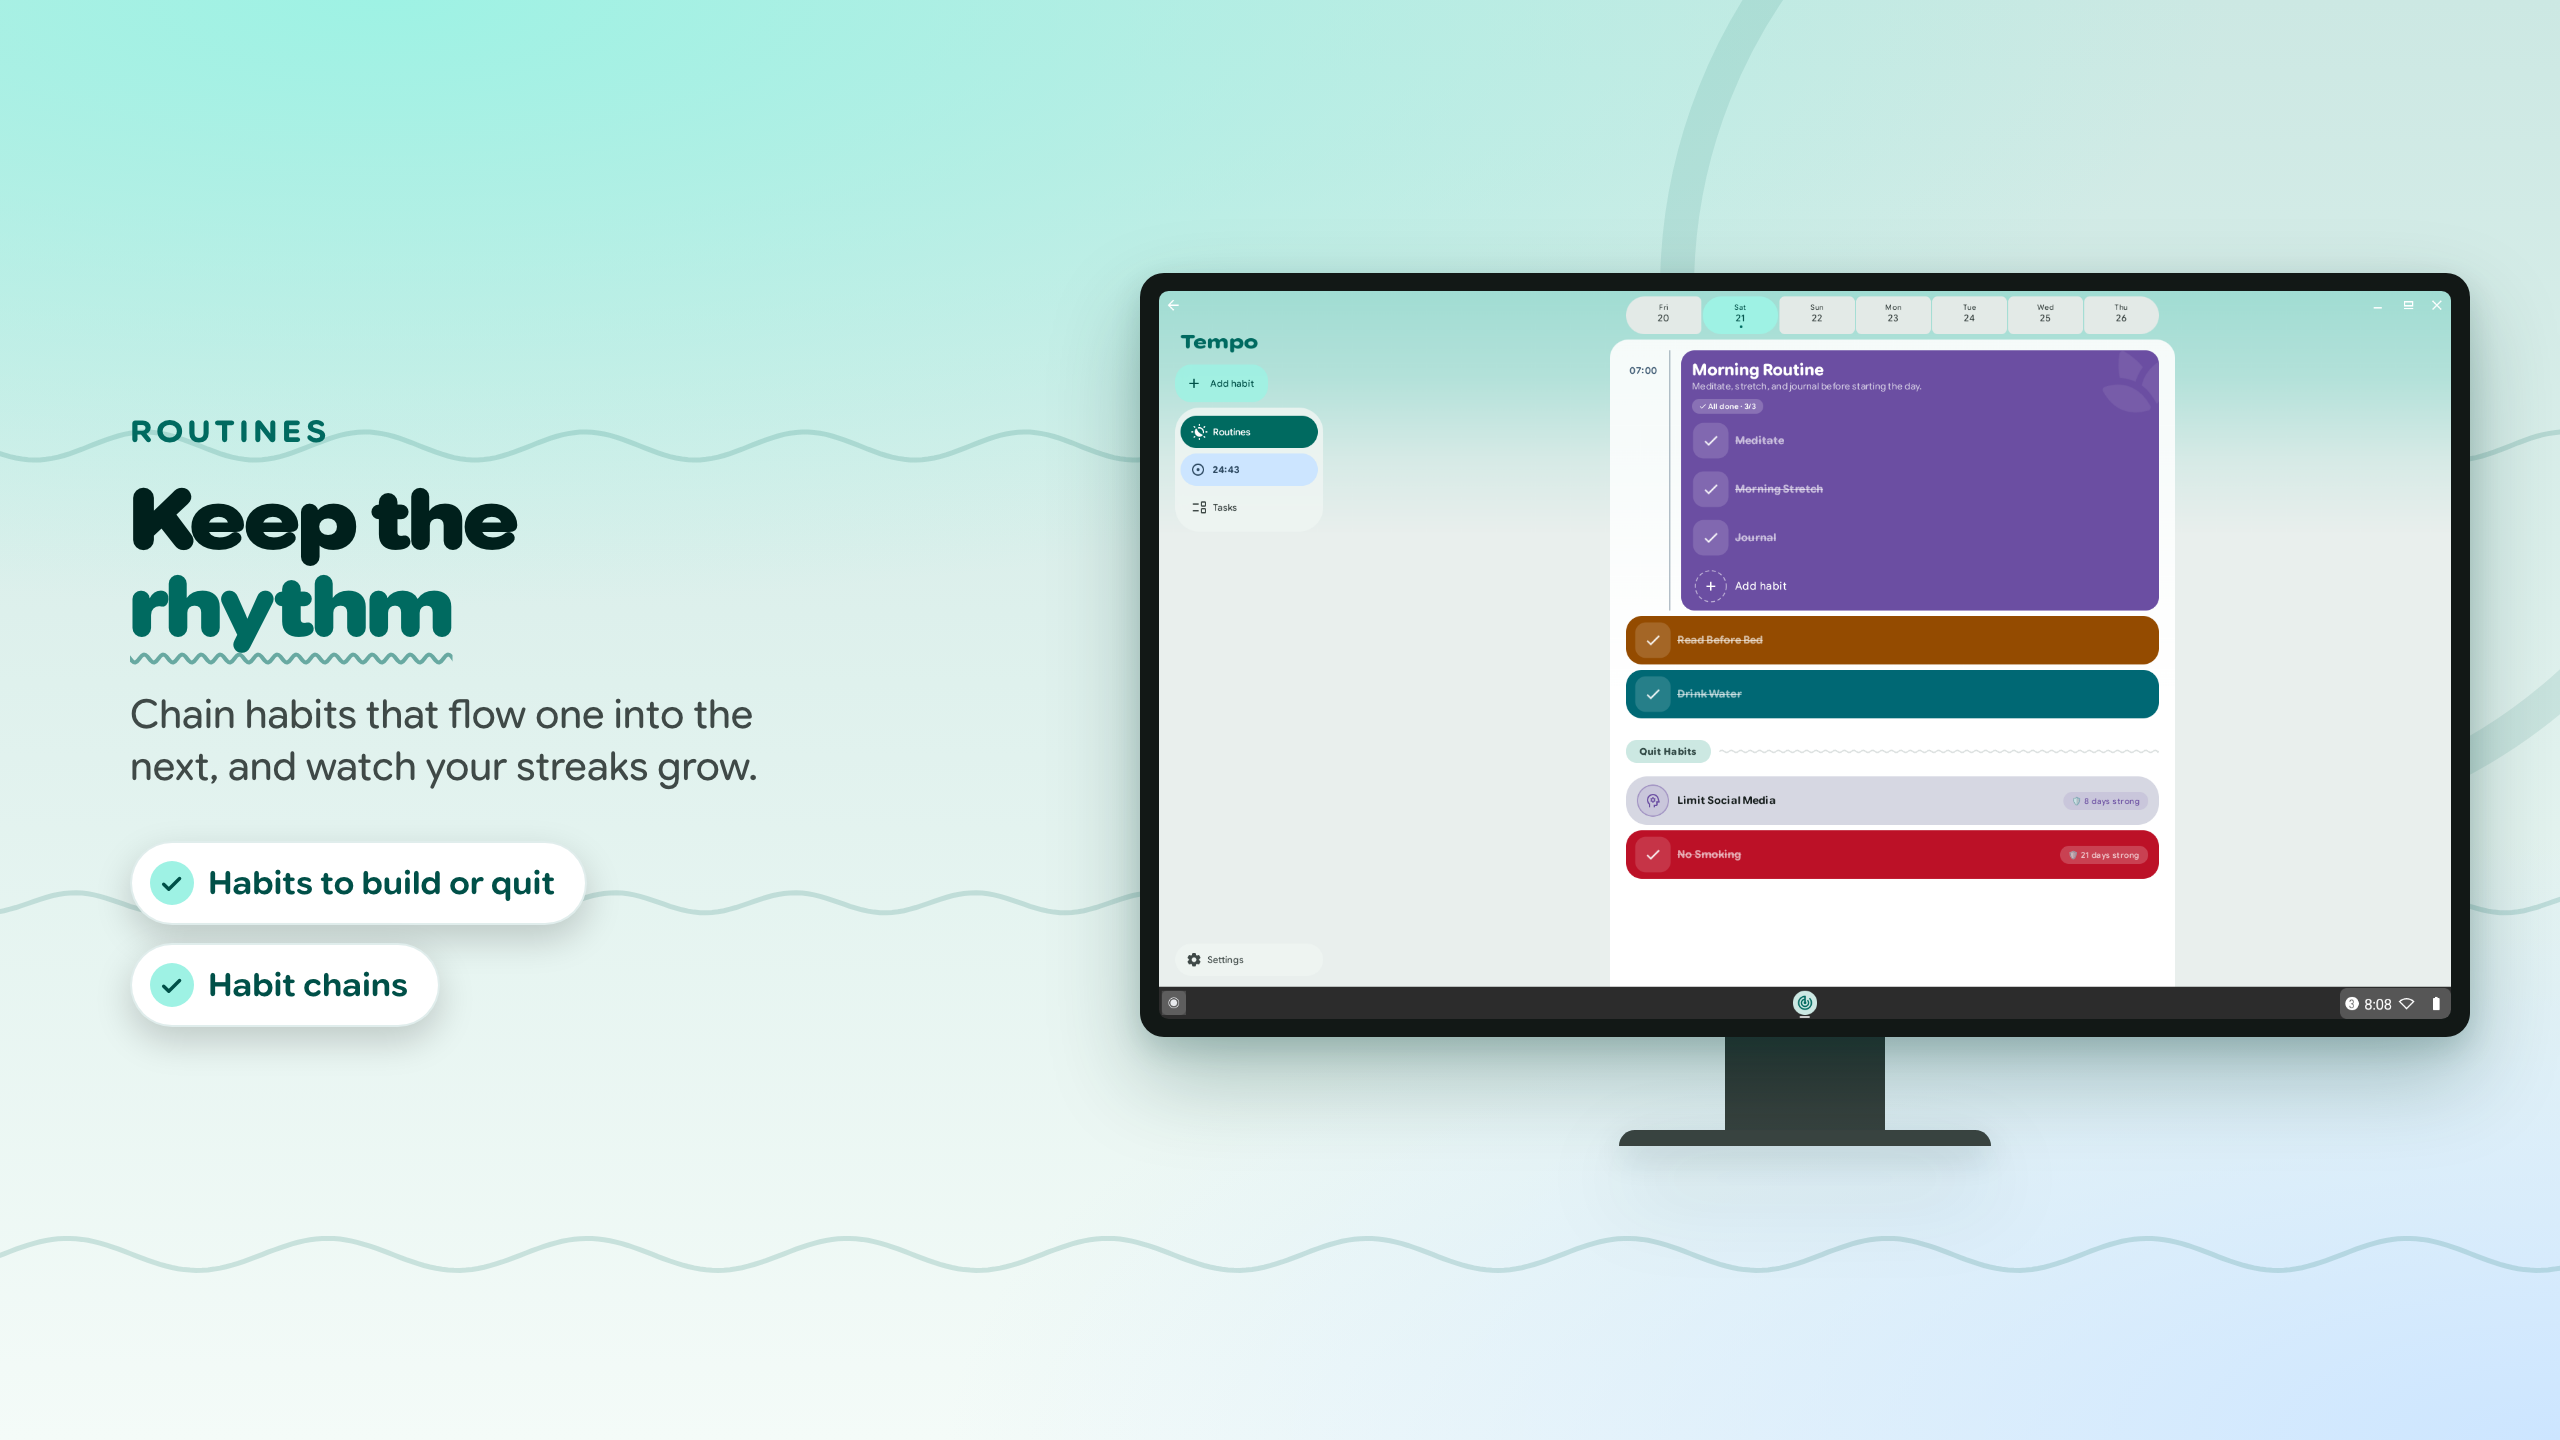 ROUTINES
Keep the
rhythm
Chain habits that flow one into the
next, and watch your streaks grow.
Habits to build or quit
Habit chains
Tempo
Add habit
Routines
24:43
Tasks
Settings
Fri Sat Sun Mon Tue Wed Thu
20 21 22 23 24 25 26
07:00
Morning Routine
Meditate, stretch, and journal before starting the day.
All done · 3/3
Meditate
Morning Stretch
Journal
Add habit
Read Before Bed
Drink Water
Quit Habits
Limit Social Media
8 days strong
No Smoking
21 days strong
3 8:08